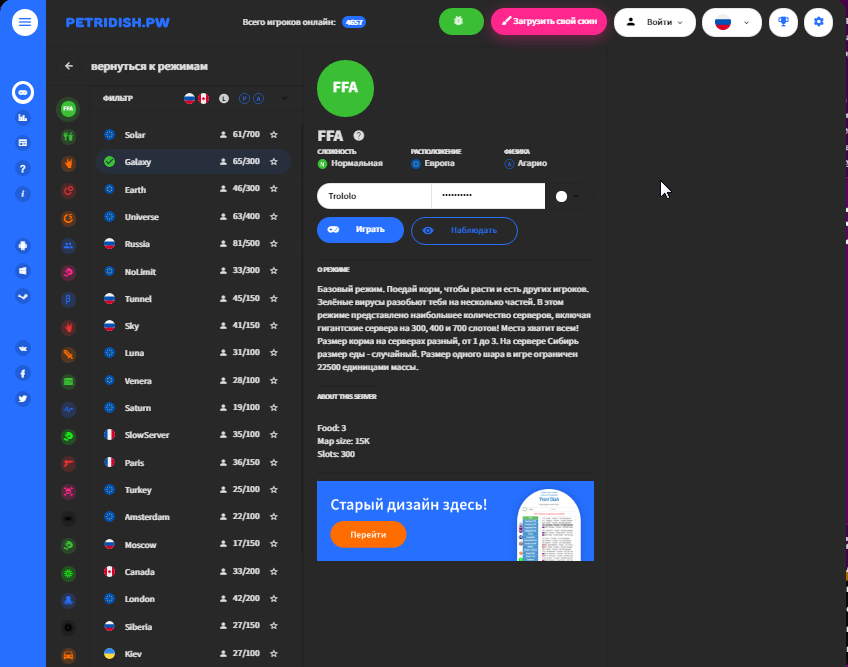 PETRIDISH.PW
Всего игроков онлайн: 4657
Загрузить свой скин
Войти
вернуться к режимам
ФИЛЬТР
L
P
A
FFA
Solar 61/700
Galaxy 65/300
Earth 46/300
Universe 63/400
Russia 81/500
NoLimit 33/300
Tunnel 45/150
Sky 41/150
Luna 31/100
Venera 28/100
Saturn 19/100
SlowServer 35/100
Paris 36/150
Turkey 25/100
Amsterdam 22/100
Moscow 17/150
Canada 33/200
London 42/200
Siberia 27/150
Kiev 27/100
FFA
FFA
СЛОЖНОСТЬ
N Нормальная
РАСПОЛОЖЕНИЕ
Европа
ФИЗИКА
A Агарио
Trololo
Играть
Наблюдать
О РЕЖИМЕ
Базовый режим. Поедай корм, чтобы расти и есть других игроков.
Зелёные вирусы разобьют тебя на несколько частей. В этом
режиме представлено наибольшее количество серверов, включая
гигантские сервера на 300, 400 и 700 слотов! Места хватит всем!
Размер корма на серверах разный, от 1 до 3. На сервере Сибирь
размер еды - случайный. Размер одного шара в игре ограничен
22500 единицами массы.
ABOUT THIS SERVER
Food: 3
Map size: 15K
Slots: 300
Старый дизайн здесь!
Перейти